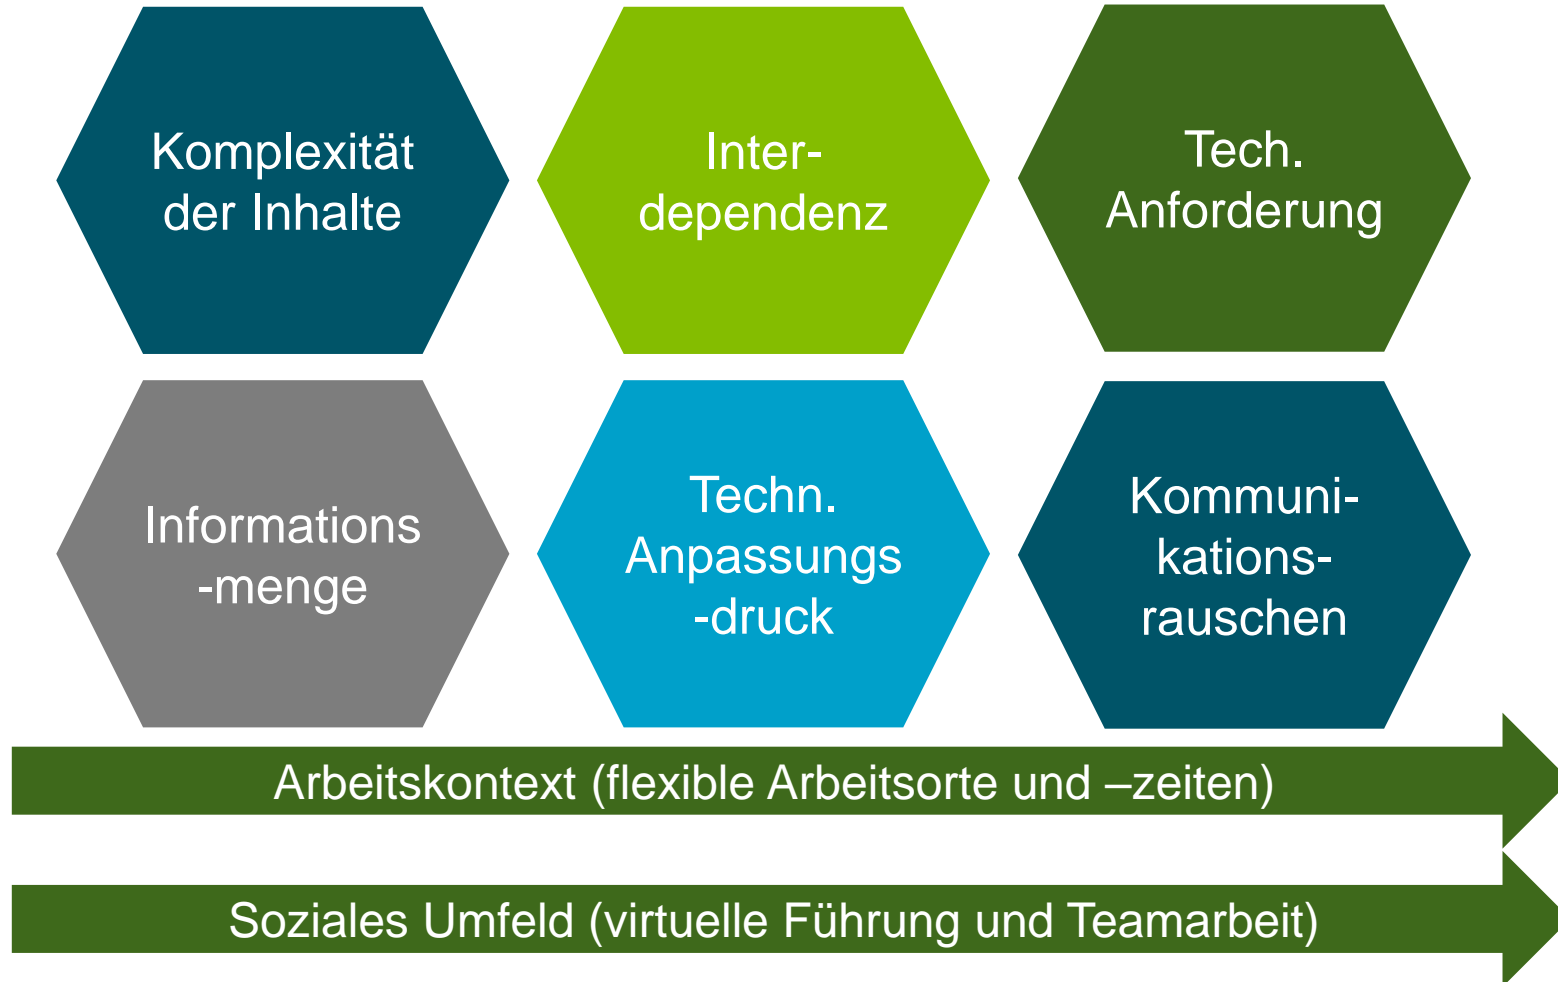 Komplexität
der Inhalte
Inter-
dependenz
Tech.
Anforderung
Informations
-menge
Techn.
Anpassungs
-druck
Kommuni-
kations-
rauschen
Arbeitskontext (flexible Arbeitsorte und –zeiten)
Soziales Umfeld (virtuelle Führung und Teamarbeit)